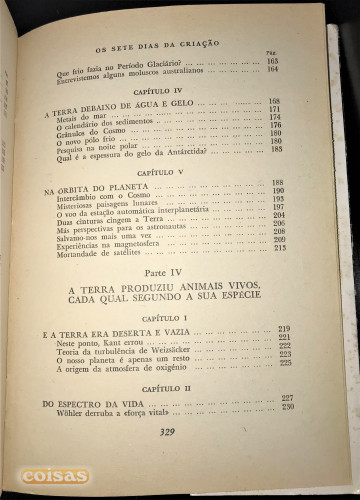 OS SETE DIAS DA CRIAÇÃO
Pág.
Que frio fazia no Período Glaciário? 163
Entrevistemos alguns moluscos australianos 164
CAPÍTULO IV
A TERRA DEBAIXO DE ÁGUA E GELO 168
Metais do mar 171
O calendário dos sedimentos 174
Grânulos do Cosmo 176
O novo pólo frio 180
Pesquisa na noite polar 180
Qual é a espessura do gelo da Antárctida? 183
CAPÍTULO V
NA ÓRBITA DO PLANETA 188
Intercâmbio com o Cosmo 190
Misteriosas paisagens lunares 195
O voo da estação automática interplanetária 197
Duas cinturas cingem a Terra 204
Más perspectivas para os astronautas 206
Salvamo-nos mais uma vez 208
Experiências na magnetosfera 209
Mortandade de satélites 215
Parte IV
A TERRA PRODUZIU ANIMAIS VIVOS,
CADA QUAL SEGUNDO A SUA ESPÉCIE
CAPÍTULO I
E A TERRA ERA DESERTA E VAZIA 219
Neste ponto, Kant errou 221
Teoria da turbulência de Weizsäcker 222
O nosso planeta é apenas um resto 223
A origem da atmosfera de oxigénio 225
CAPÍTULO II
DO ESPECTRO DA VIDA 227
Wöhler derruba a «força vital» 230
329
coisas